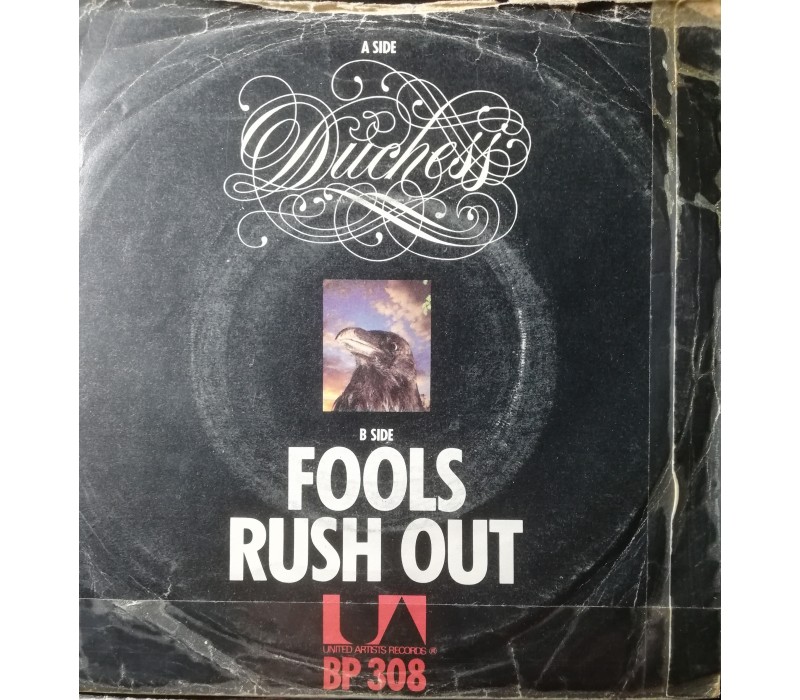 A SIDE
Duchess
B SIDE
FOOLS
RUSH OUT
UA
UNITED ARTISTS RECORDS ®
BP 308